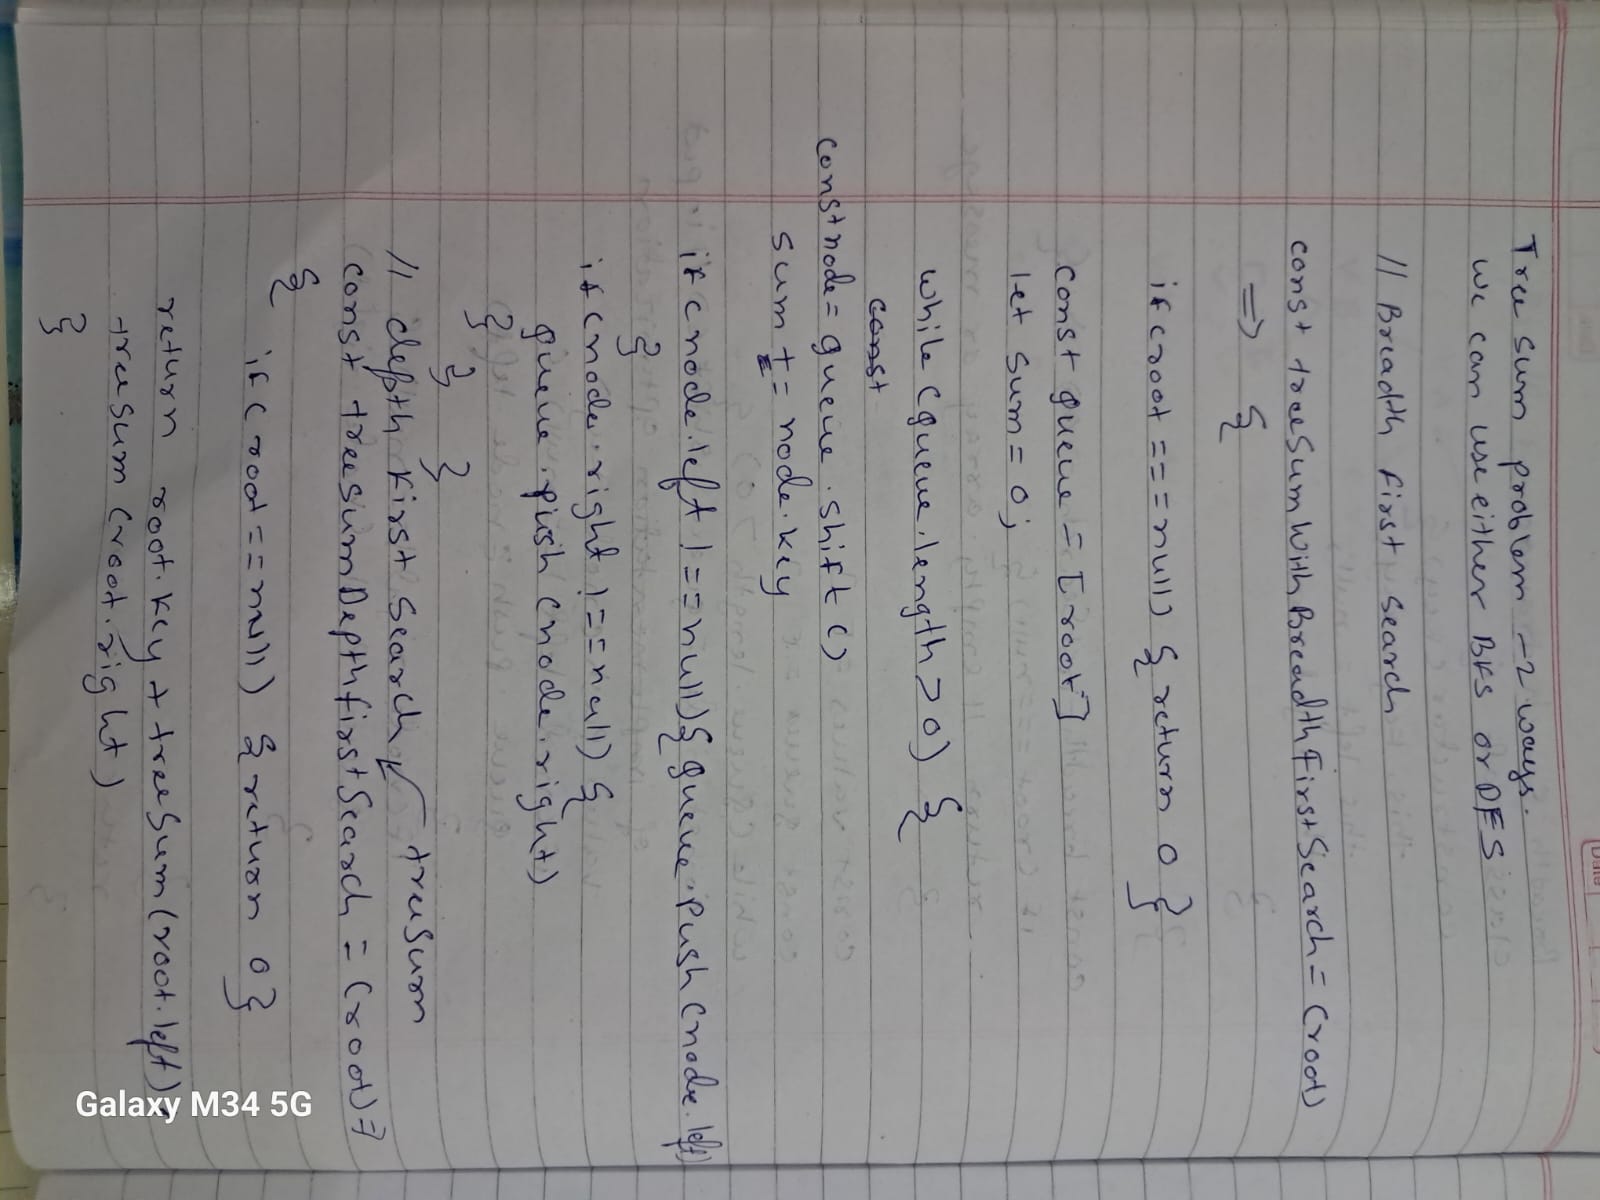 Date
Tree sum problem - 2 ways.
We can use either BFS or DFS
// Breadth First Search
const treeSumWithBreadthFirstSearch = (root)
=> {
if (root === null) { return 0 }
const queue = [root]
let sum = 0;
while (queue.length > 0) {
const
const node = queue.shift()
sum += node.key
if (node.left !== null) { queue.push(node.left)
}
if (node.right !== null) {
queue.push(node.right)
}
} }
// depth First Search treeSum
const treesumDepthfirstSearch = (root) =>
{
if (root == null) { return 0 }
return root.key + treeSum(root.left) +
treeSum(root.right)
}
Galaxy M34 5G